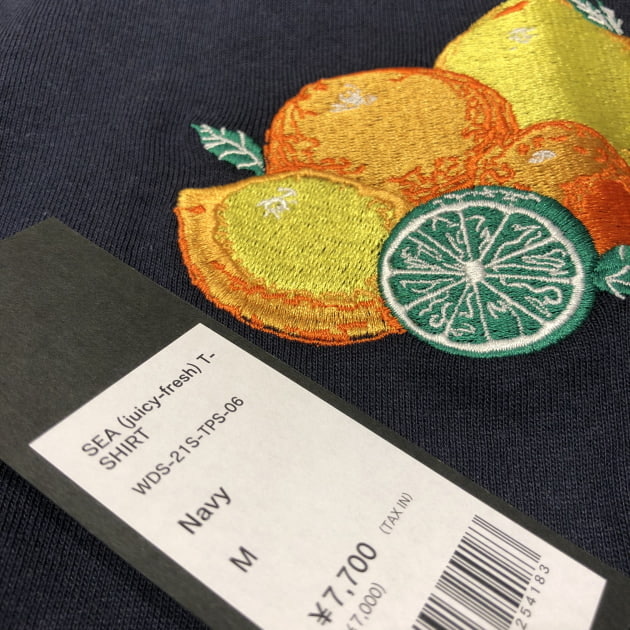 SEA (juicy-fresh) T-
SHIRT
WDS-21S-TPS-06
Navy
M
¥7,700 (TAX IN)
(¥7,000)
254183